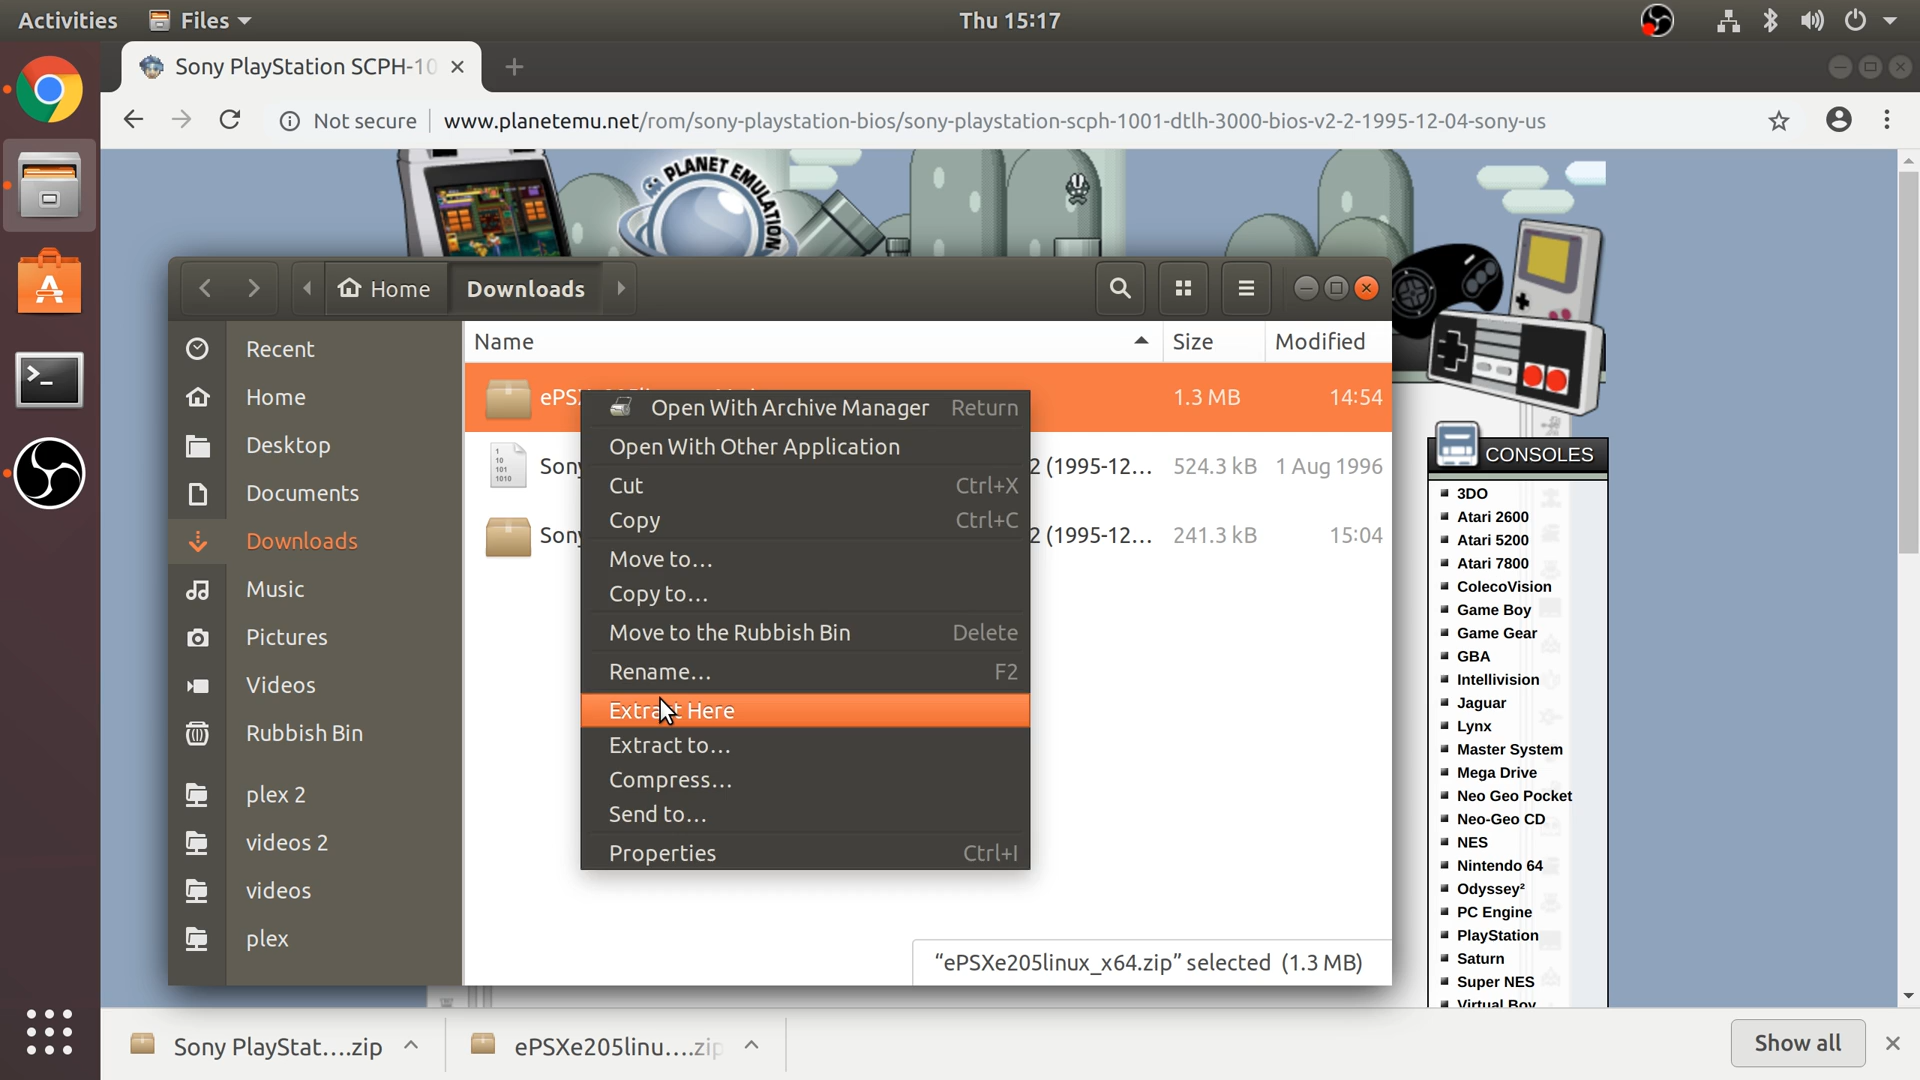 Activities Files Thu 15:17
Sony PlayStation SCPH-10
Not secure www.planetemu.net/rom/sony-playstation-bios/sony-playstation-scph-1001-dtlh-3000-bios-v2-2-1995-12-04-sony-us
PLANET EMULATION
Home Downloads
Recent
Home
Desktop
Documents
Downloads
Music
Pictures
Videos
Rubbish Bin
plex 2
videos 2
videos
plex
Name Size Modified
1.3 MB 14:54
2 (1995-12... 524.3 kB 1 Aug 1996
2 (1995-12... 241.3 kB 15:04
Open With Archive Manager Return
Open With Other Application
Cut Ctrl+X
Copy Ctrl+C
Move to...
Copy to...
Move to the Rubbish Bin Delete
Rename... F2
Extract Here
Extract to...
Compress...
Send to...
Properties Ctrl+I
"ePSXe205linux_x64.zip" selected (1.3 MB)
CONSOLES
3DO
Atari 2600
Atari 5200
Atari 7800
ColecoVision
Game Boy
Game Gear
GBA
Intellivision
Jaguar
Lynx
Master System
Mega Drive
Neo Geo Pocket
Neo-Geo CD
NES
Nintendo 64
Odyssey²
PC Engine
PlayStation
Saturn
Super NES
Virtual Boy
Sony PlayStat....zip ePSXe205linu....zip Show all